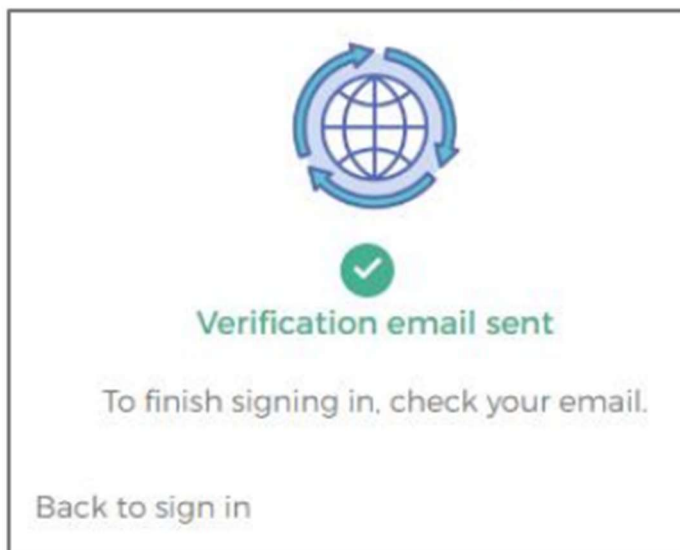 Verification email sent
To finish signing in, check your email.
Back to sign in